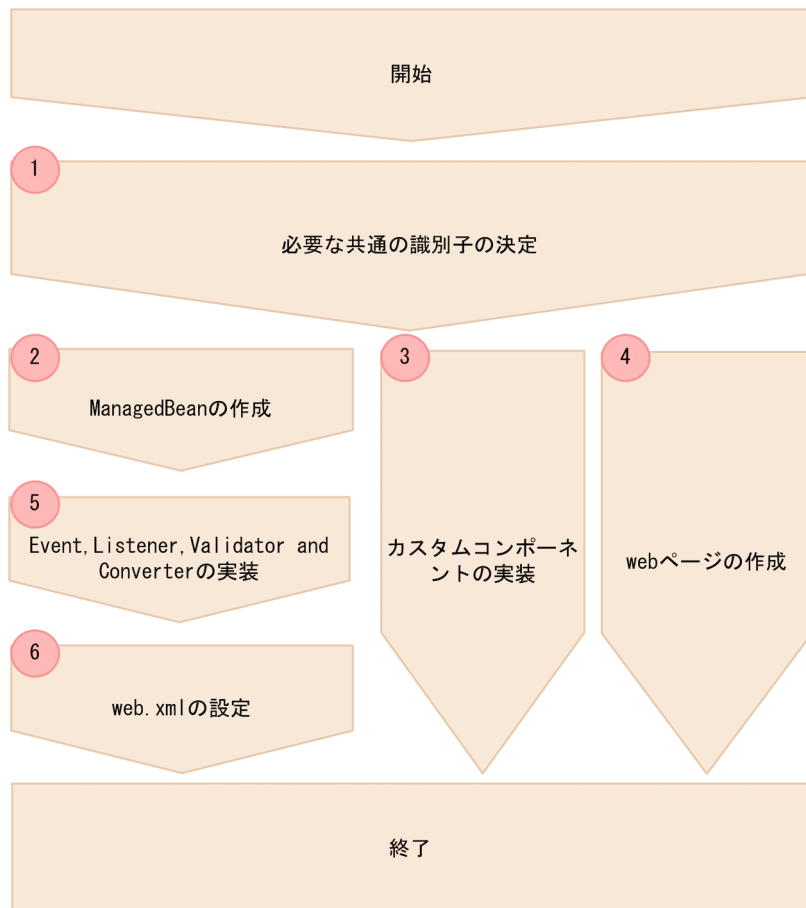 開始
1
必要な共通の識別子の決定
2
ManagedBeanの作成
3
カスタムコンポーネ
ントの実装
4
webページの作成
5
Event,Listener,Validator and
Converterの実装
6
web.xmlの設定
終了